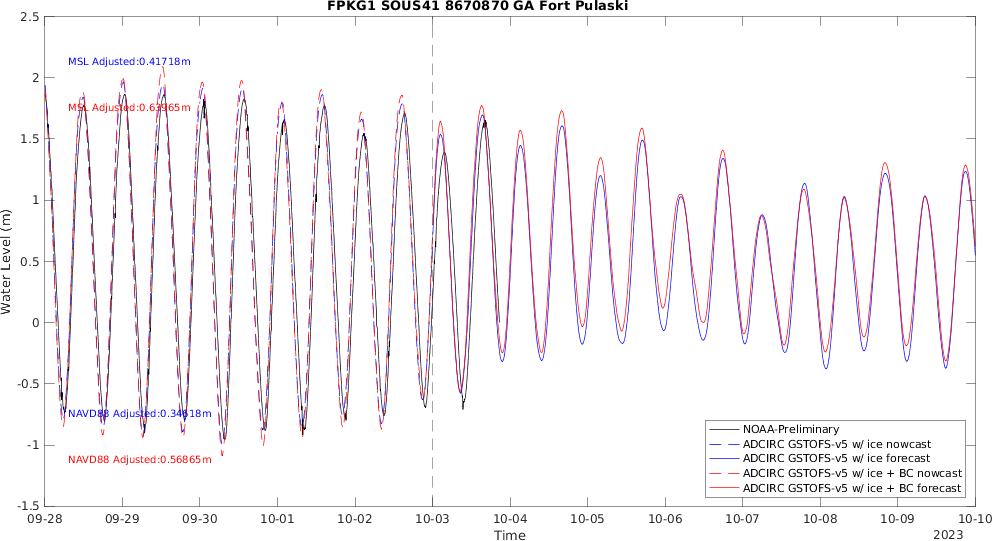 FPKG1 SOUS41 8670870 GA Fort Pulaski
2.5
2
1.5
1
0.5
0
-0.5
-1
-1.5
Water Level (m)
MSL Adjusted:0.41718m
MSL Adjusted:0.63965m
NAVD88 Adjusted:0.34618m
NAVD88 Adjusted:0.56865m
NOAA-Preliminary
ADCIRC GSTOFS-v5 w/ ice nowcast
ADCIRC GSTOFS-v5 w/ ice forecast
ADCIRC GSTOFS-v5 w/ ice + BC nowcast
ADCIRC GSTOFS-v5 w/ ice + BC forecast
09-28 09-29 09-30 10-01 10-02 10-03 10-04 10-05 10-06 10-07 10-08 10-09 10-10
Time
2023